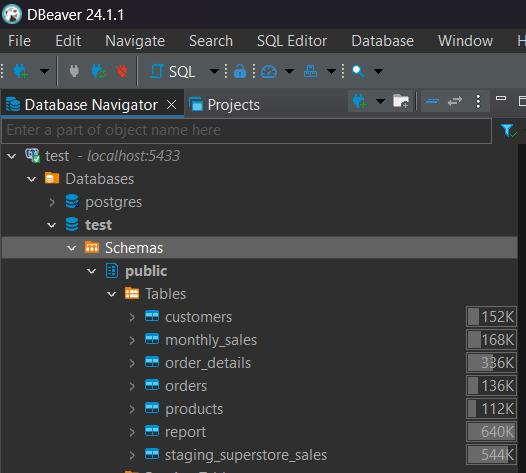 DBeaver 24.1.1
File Edit Navigate Search SQL Editor Database Window
SQL
Database Navigator Projects
Enter a part of object name here
test - localhost:5433
Databases
postgres
test
Schemas
public
Tables
customers 152K
monthly_sales 168K
order_details 336K
orders 136K
products 112K
report 640K
staging_superstore_sales 544K